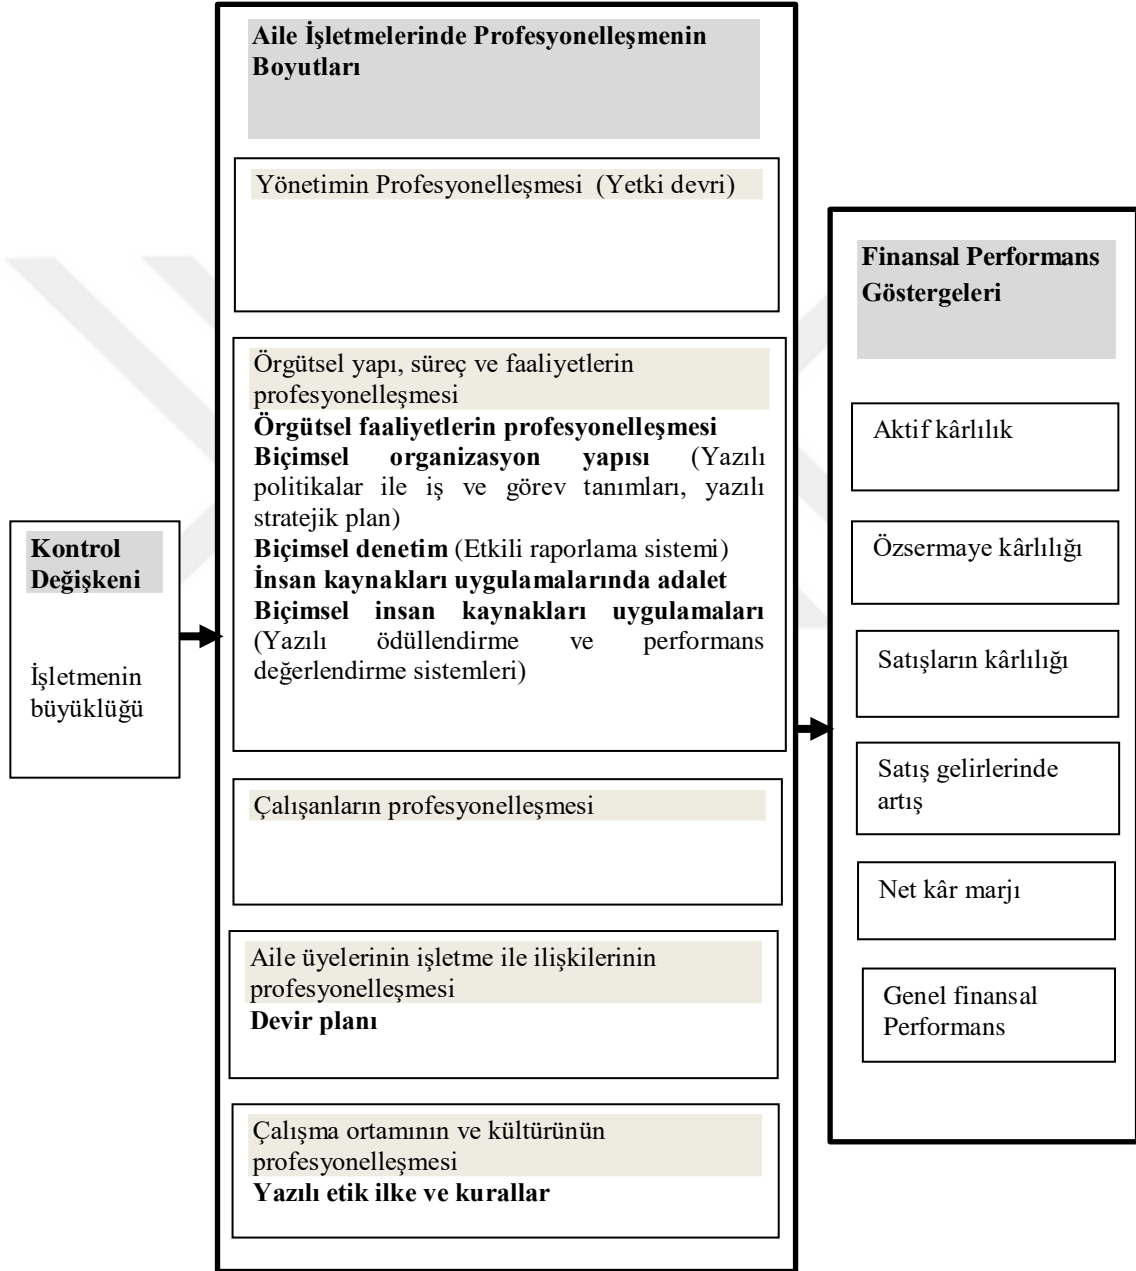 Aile İşletmelerinde Profesyonelleşmenin
Boyutları
Yönetimin Profesyonelleşmesi (Yetki devri)
Örgütsel yapı, süreç ve faaliyetlerin
profesyonelleşmesi
Örgütsel faaliyetlerin profesyonelleşmesi
Biçimsel organizasyon yapısı (Yazılı
politikalar ile iş ve görev tanımları, yazılı
stratejik plan)
Biçimsel denetim (Etkili raporlama sistemi)
İnsan kaynakları uygulamalarında adalet
Biçimsel insan kaynakları uygulamaları
(Yazılı ödüllendirme ve performans
değerlendirme sistemleri)
Çalışanların profesyonelleşmesi
Aile üyelerinin işletme ile ilişkilerinin
profesyonelleşmesi
Devir planı
Çalışma ortamının ve kültürünün
profesyonelleşmesi
Yazılı etik ilke ve kurallar
Kontrol
Değişkeni
İşletmenin
büyüklüğü
Finansal Performans
Göstergeleri
Aktif kârlılık
Özsermaye kârlılığı
Satışların kârlılığı
Satış gelirlerinde
artış
Net kâr marjı
Genel finansal
Performans